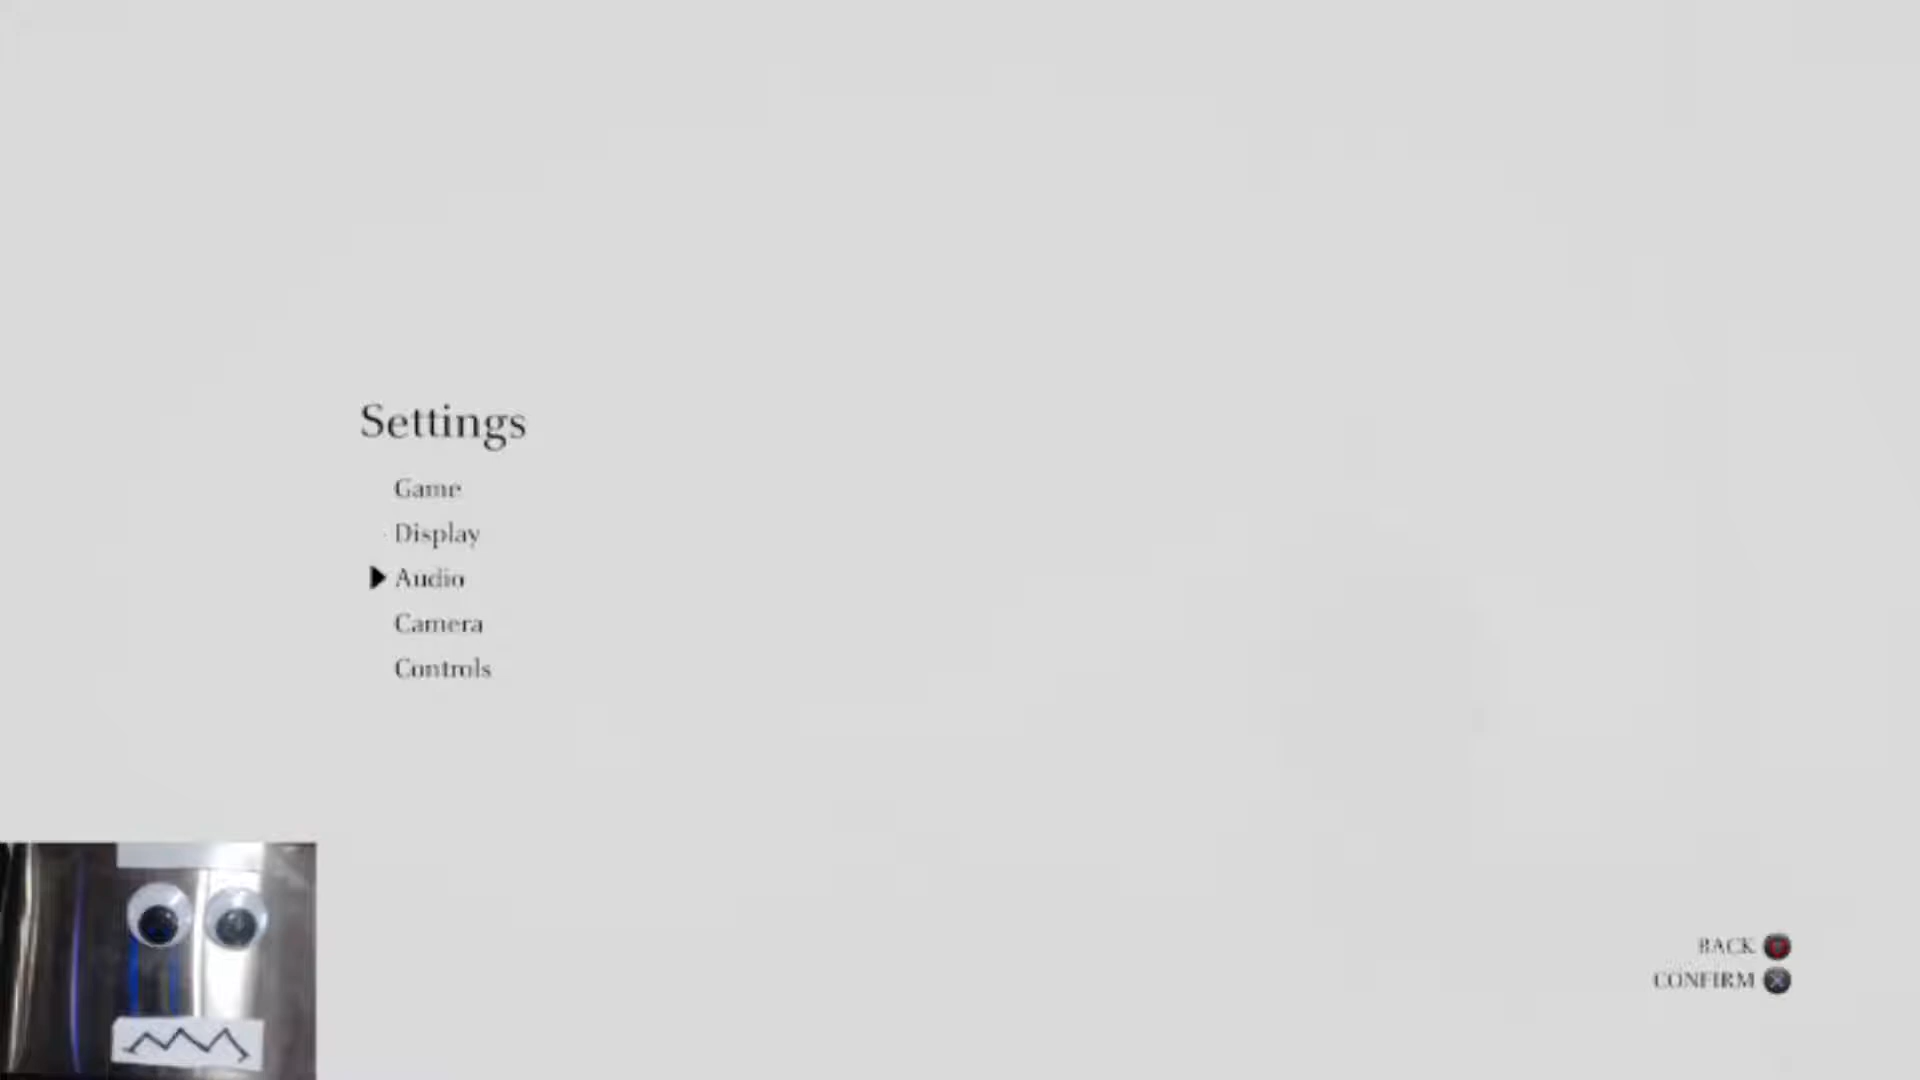 Settings
Game
Display
Audio
Camera
Controls
BACK
CONFIRM